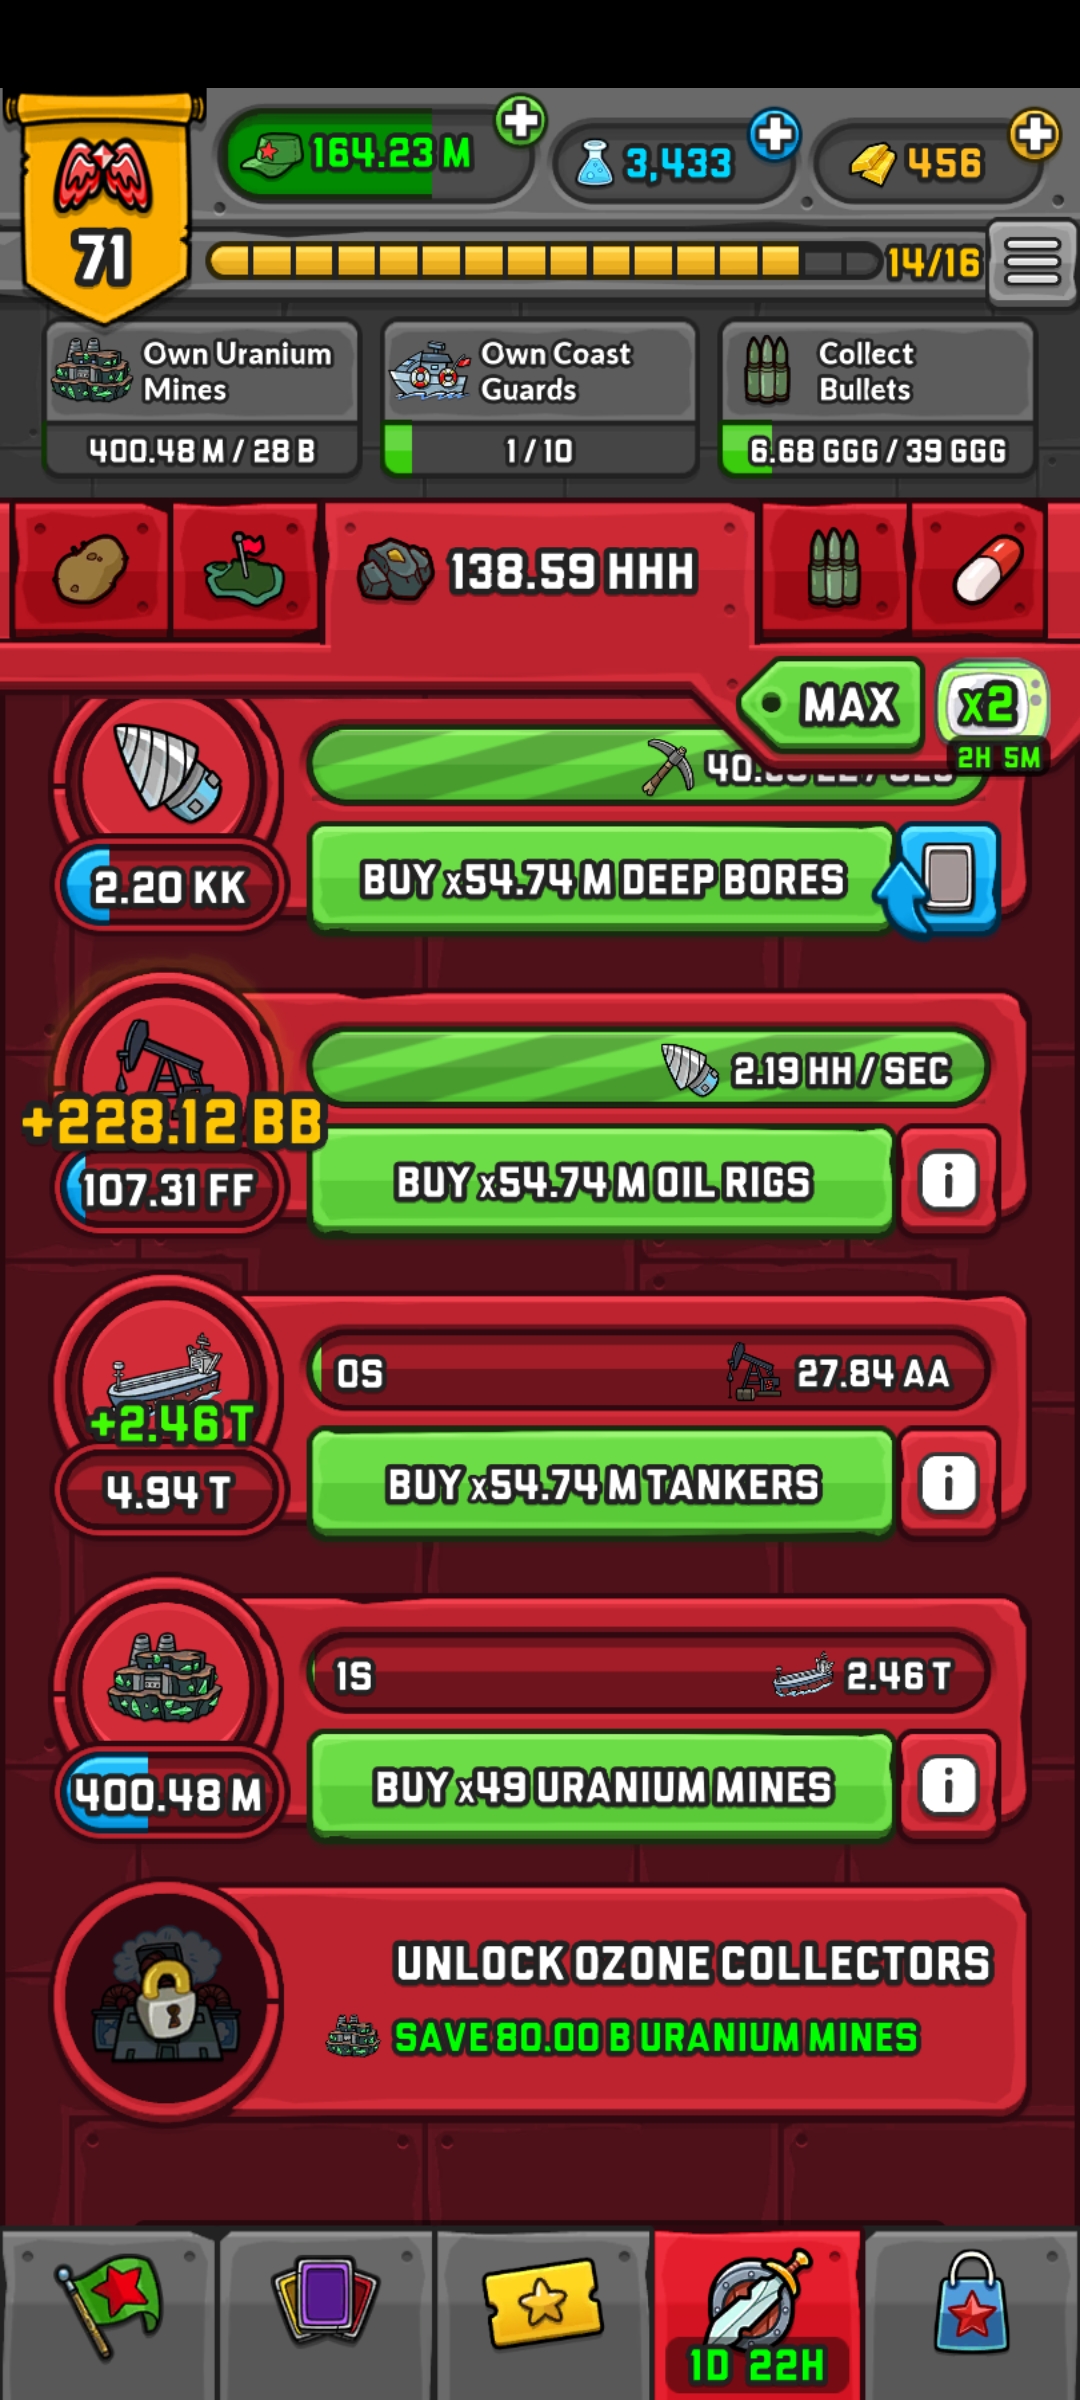 164.23 M
3,433
456
71
14/16
Own Uranium
Mines
400.48 M / 28 B
Own Coast
Guards
1 / 10
Collect
Bullets
6.68 GGG / 39 GGG
138.59 HHH
MAX
x2
2H 5M
2.20 KK
BUY x54.74 M DEEP BORES
2.19 HH / SEC
+228.12 BB
107.31 FF
BUY x54.74 M OIL RIGS
i
0S
27.84 AA
+2.46 T
4.94 T
BUY x54.74 M TANKERS
i
1S
2.46 T
400.48 M
BUY x49 URANIUM MINES
i
UNLOCK OZONE COLLECTORS
SAVE 80.00 B URANIUM MINES
1D 22H